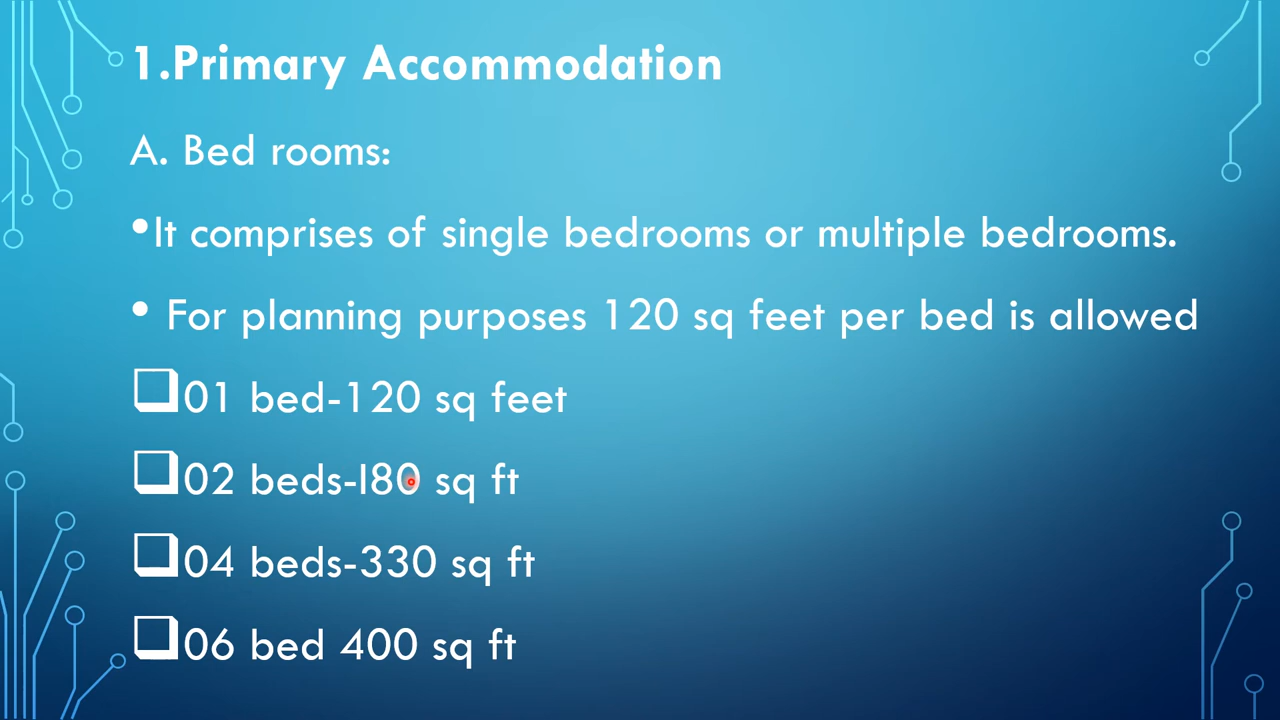 1.Primary Accommodation
A. Bed rooms:
•It comprises of single bedrooms or multiple bedrooms.
• For planning purposes 120 sq feet per bed is allowed
❑01 bed-120 sq feet
❑02 beds-I80 sq ft
❑04 beds-330 sq ft
❑06 bed 400 sq ft